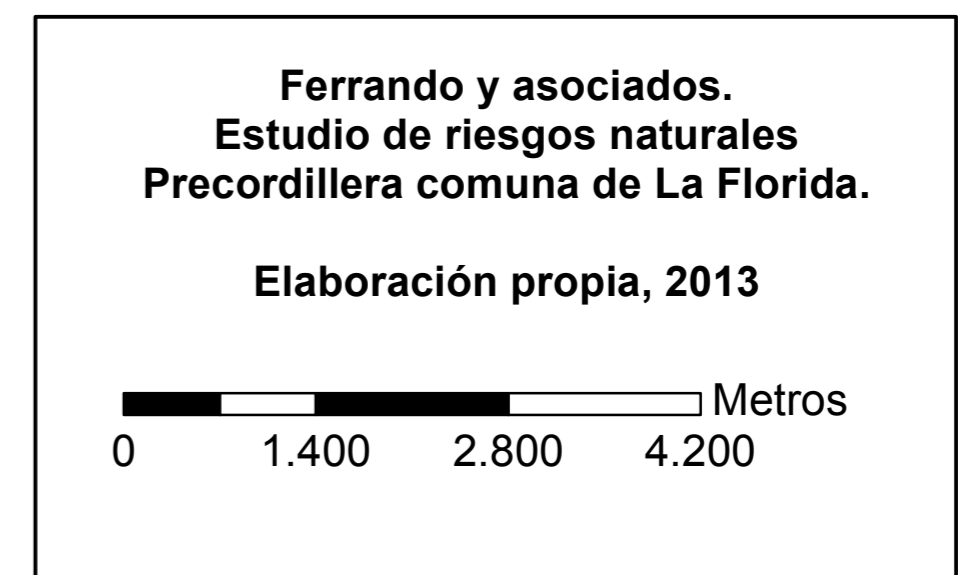 Ferrando y asociados.
Estudio de riesgos naturales
Precordillera comuna de La Florida.
Elaboración propia, 2013
Metros
0 1.400 2.800 4.200